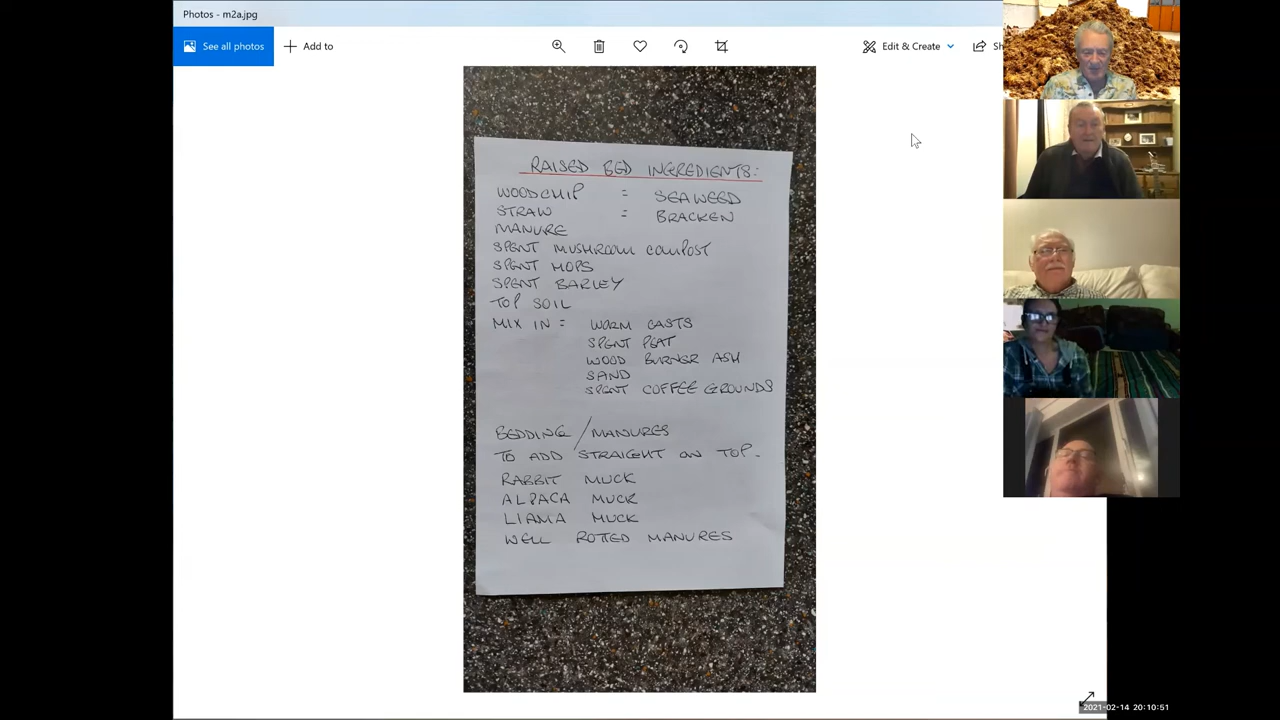 Photos - m2a.jpg
See all photos
Add to
Edit & Create
Sh
RAISED BED INGREDIENTS:
WOODCHIP = SEAWEED
STRAW = BRACKEN
MANURE
SPENT MUSHROOM COMPOST
SPENT HOPS
SPENT BARLEY
TOP SOIL
MIX IN = WORM CASTS
SPENT PEAT
WOOD BURNER ASH
SAND
SPENT COFFEE GROUNDS
BEDDING/MANURES
TO ADD STRAIGHT ON TOP.
RABBIT MUCK
ALPACA MUCK
LIAMA MUCK
WELL ROTTED MANURES
2021-02-14 20:10:51